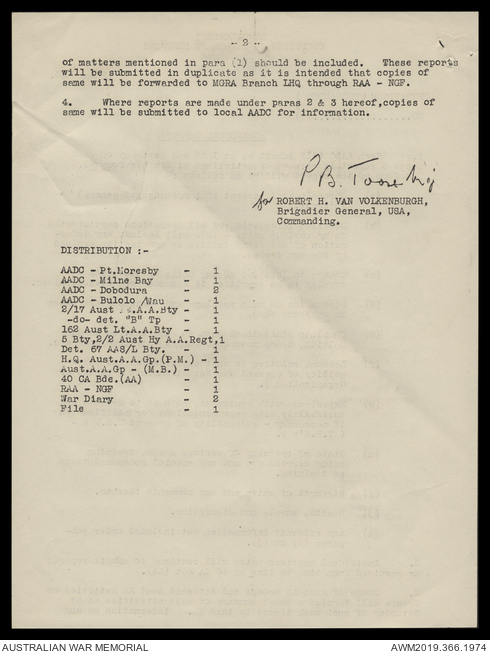 - 2 -
of matters mentioned in para (1) should be included. These reports
will be submitted in duplicate as it is intended that copies of
same will be forwarded to MGRA Branch LHQ through RAA - NGF.
4. Where reports are made under paras 2 & 3 hereof,copies of
same will be submitted to local AADC for information.
P B. Toose Maj
for ROBERT H. VAN VOLKENBURGH,
Brigadier General, USA,
Commanding.
DISTRIBUTION :-
AADC - Pt.Moresby - 1
AADC - Milne Bay - 1
AADC - Dobodura - 2
AADC - Bulolo /Wau - 1
2/17 Aust .A.A.Bty - 1
-do- det. "B" Tp - 1
162 Aust Lt.A.A.Bty - 1
5 Bty,2/2 Aust Hy A.A.Regt,1
Det. 67 AAS/L Bty. - 1
H.Q. Aust.A.A.Gp.(P.M.) - 1
Aust.A.A.Gp - (M.B.) - 1
40 CA Bde.(AA) - 1
RAA - NGF - 1
War Diary - 2
File - 1
AUSTRALIAN WAR MEMORIAL
AWM2019.366.1974